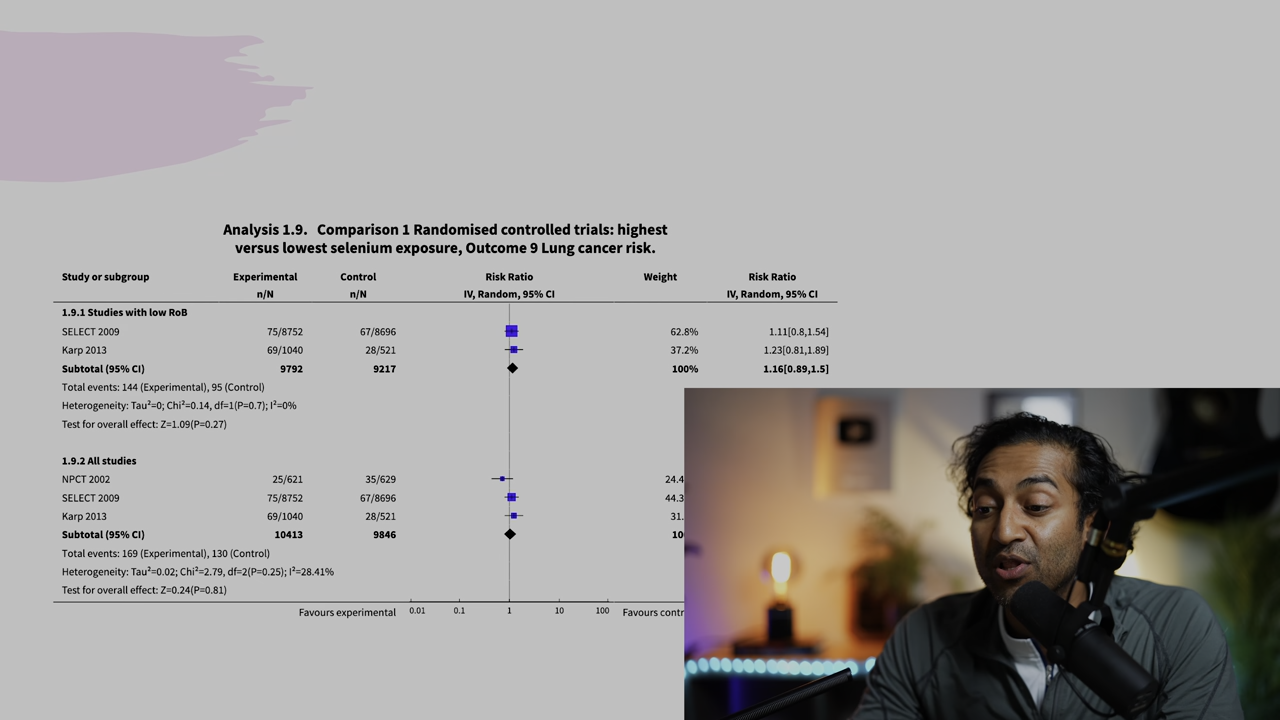 Analysis 1.9. Comparison 1 Randomised controlled trials: highest
versus lowest selenium exposure, Outcome 9 Lung cancer risk.
Study or subgroup Experimental Control Risk Ratio Weight Risk Ratio
n/N n/N IV, Random, 95% CI IV, Random, 95% CI
1.9.1 Studies with low RoB
SELECT 2009 75/8752 67/8696 62.8% 1.11[0.8,1.54]
Karp 2013 69/1040 28/521 37.2% 1.23[0.81,1.89]
Subtotal (95% CI) 9792 9217 100% 1.16[0.89,1.5]
Total events: 144 (Experimental), 95 (Control)
Heterogeneity: Tau²=0; Chi²=0.14, df=1(P=0.7); I²=0%
Test for overall effect: Z=1.09(P=0.27)
1.9.2 All studies
NPCT 2002 25/621 35/629 24.4
SELECT 2009 75/8752 67/8696 44.3
Karp 2013 69/1040 28/521 31.
Subtotal (95% CI) 10413 9846 10
Total events: 169 (Experimental), 130 (Control)
Heterogeneity: Tau²=0.02; Chi²=2.79, df=2(P=0.25); I²=28.41%
Test for overall effect: Z=0.24(P=0.81)
Favours experimental 0.01 0.1 1 10 100 Favours contr